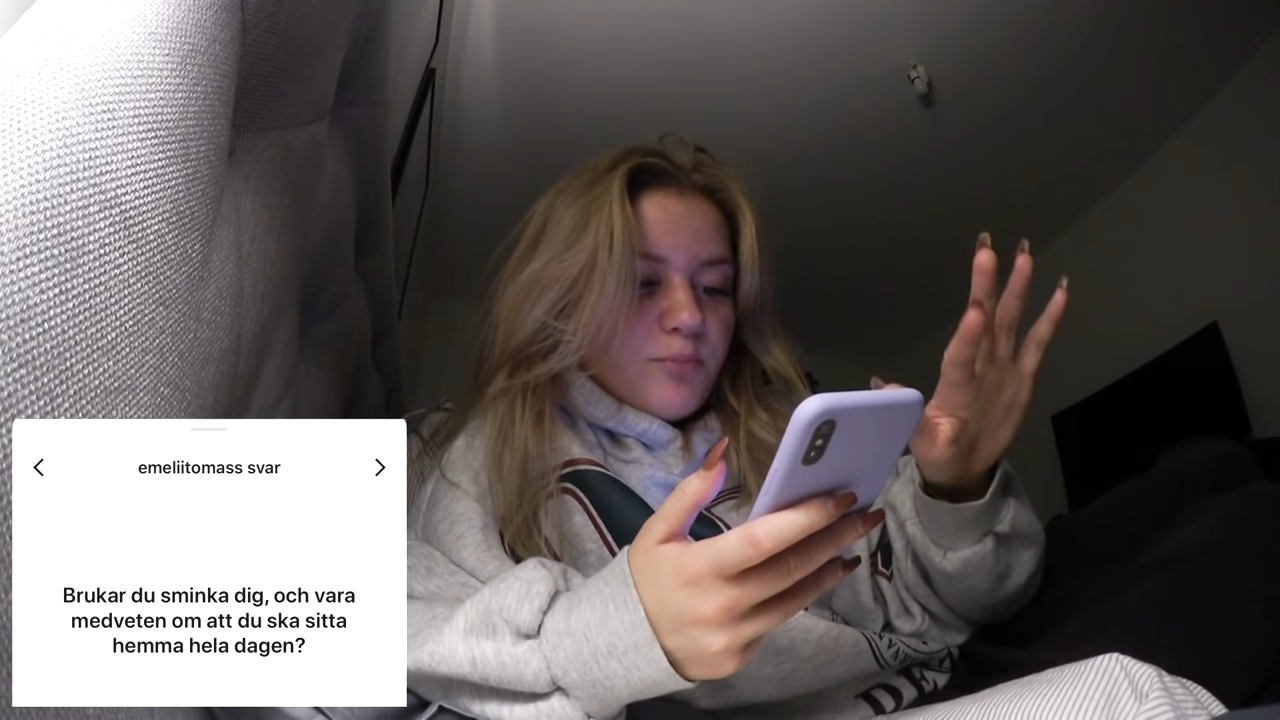 emeliitomass svar
Brukar du sminka dig, och vara
medveten om att du ska sitta
hemma hela dagen?